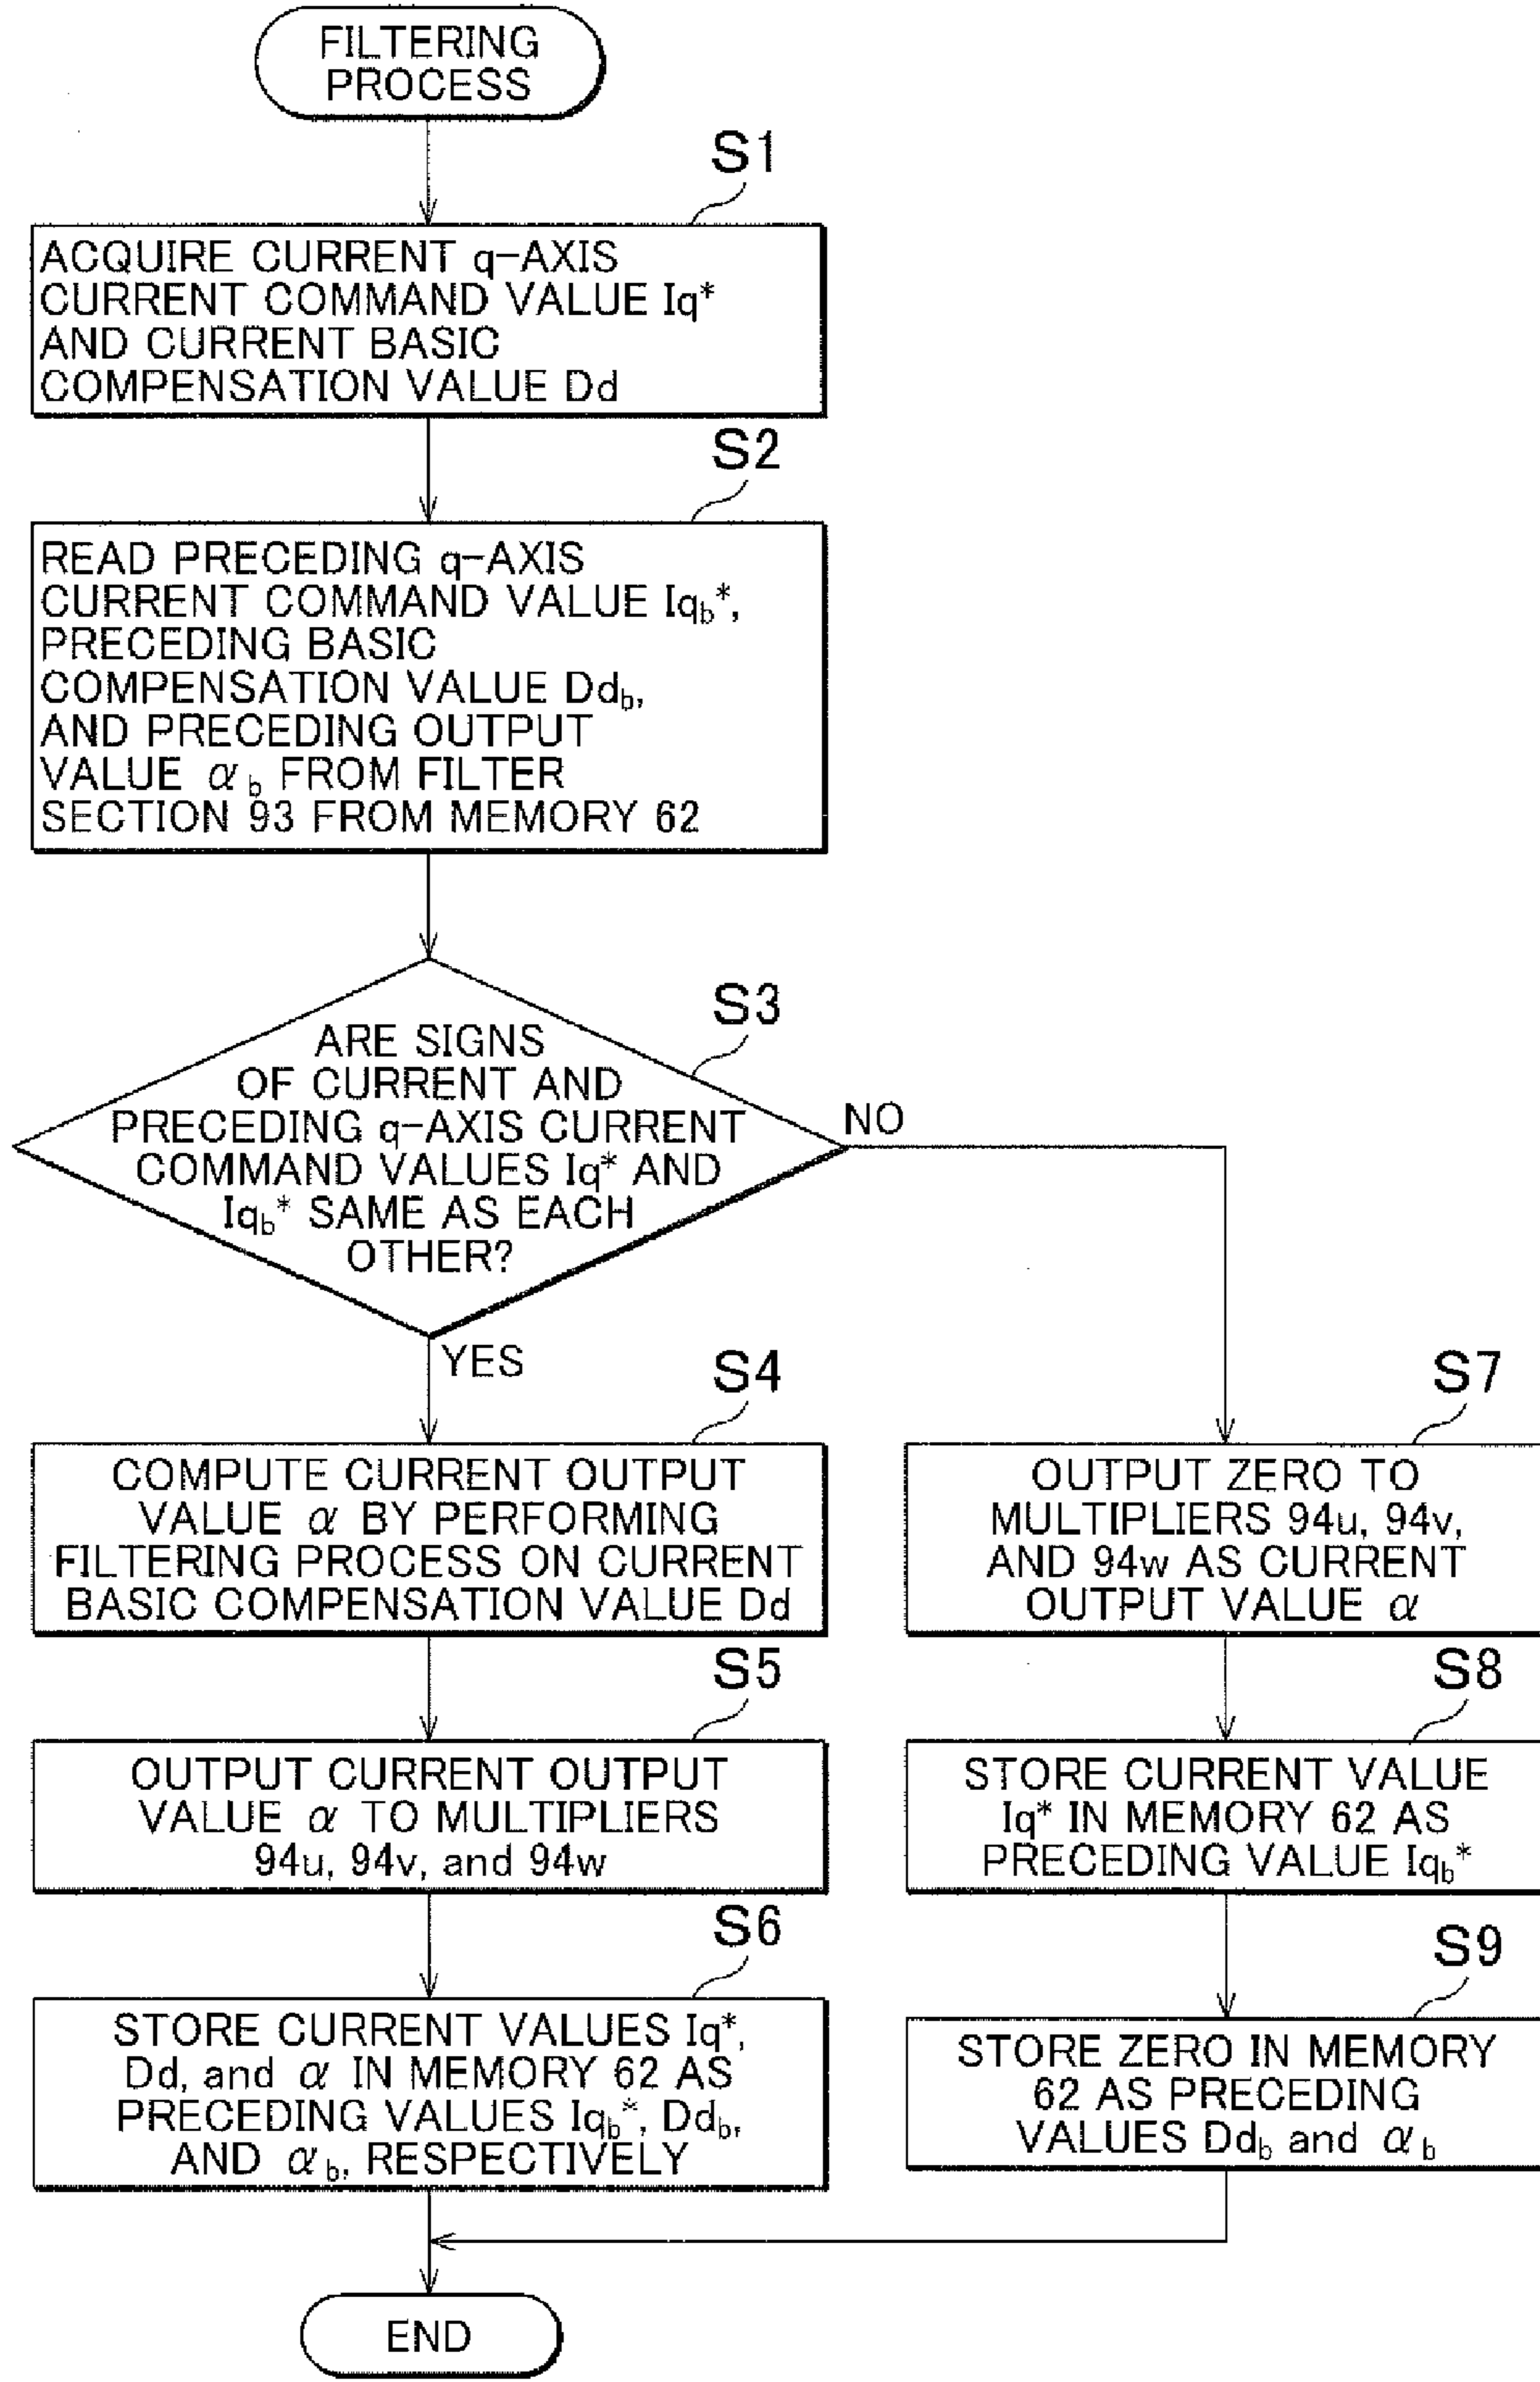 FILTERING
PROCESS
S1
ACQUIRE CURRENT q-AXIS
CURRENT COMMAND VALUE Iq*
AND CURRENT BASIC
COMPENSATION VALUE Dd
S2
READ PRECEDING q-AXIS
CURRENT COMMAND VALUE Iqb*,
PRECEDING BASIC
COMPENSATION VALUE Ddb,
AND PRECEDING OUTPUT
VALUE αb FROM FILTER
SECTION 93 FROM MEMORY 62
S3
ARE SIGNS
OF CURRENT AND
PRECEDING q-AXIS CURRENT
COMMAND VALUES Iq* AND
Iqb* SAME AS EACH
OTHER?
NO
YES
S4
COMPUTE CURRENT OUTPUT
VALUE α BY PERFORMING
FILTERING PROCESS ON CURRENT
BASIC COMPENSATION VALUE Dd
S5
OUTPUT CURRENT OUTPUT
VALUE α TO MULTIPLIERS
94u, 94v, and 94w
S6
STORE CURRENT VALUES Iq*,
Dd, and α IN MEMORY 62 AS
PRECEDING VALUES Iqb*, Ddb,
AND αb, RESPECTIVELY
S7
OUTPUT ZERO TO
MULTIPLIERS 94u, 94v,
AND 94w AS CURRENT
OUTPUT VALUE α
S8
STORE CURRENT VALUE
Iq* IN MEMORY 62 AS
PRECEDING VALUE Iqb*
S9
STORE ZERO IN MEMORY
62 AS PRECEDING
VALUES Ddb and αb
END